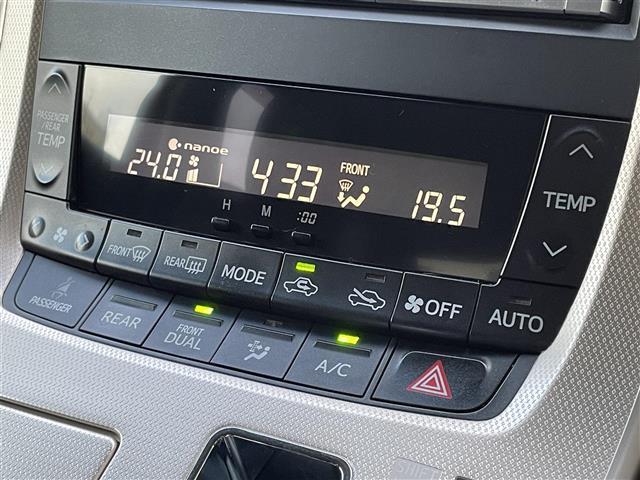 PASSENGER
/REAR
TEMP
nanoe
24.0
4:33
FRONT
19.5
TEMP
H
M
:00
FRONT
REAR
MODE
OFF
AUTO
PASSENGER
REAR
FRONT
DUAL
A/C